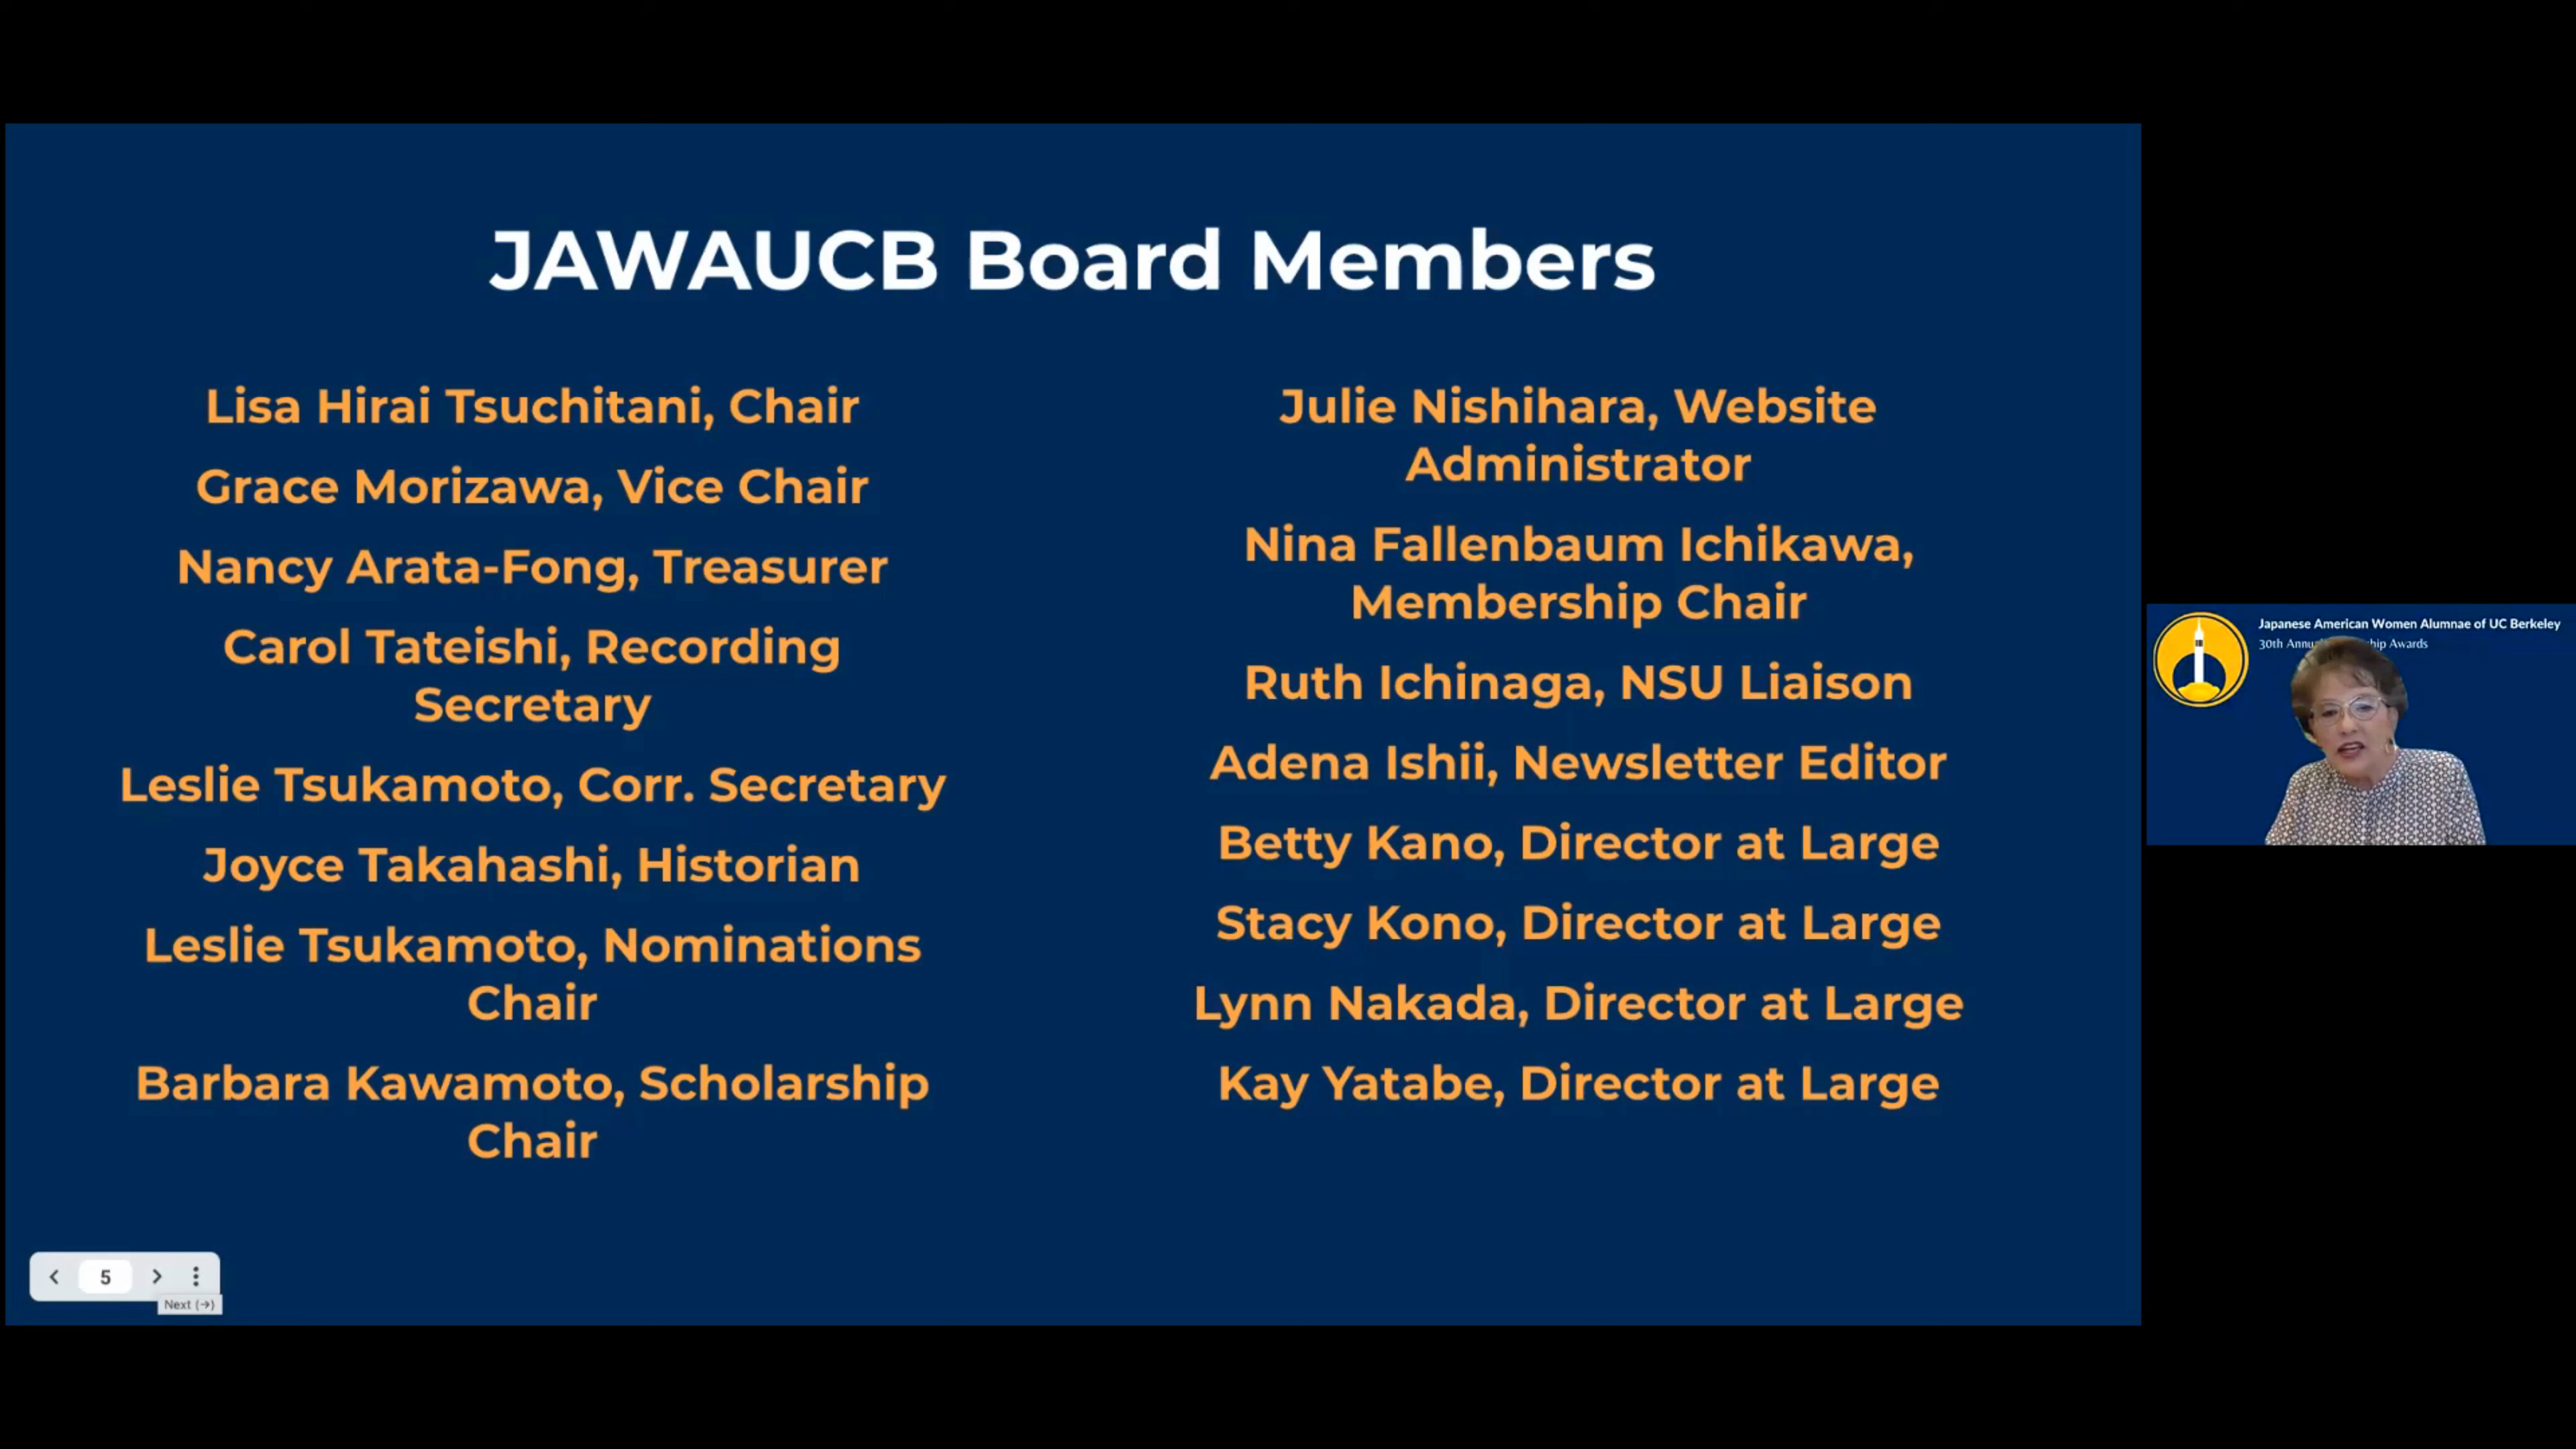 JAWAUCB Board Members
Lisa Hirai Tsuchitani, Chair
Grace Morizawa, Vice Chair
Nancy Arata-Fong, Treasurer
Carol Tateishi, Recording
Secretary
Leslie Tsukamoto, Corr. Secretary
Joyce Takahashi, Historian
Leslie Tsukamoto, Nominations
Chair
Barbara Kawamoto, Scholarship
Chair
Julie Nishihara, Website
Administrator
Nina Fallenbaum Ichikawa,
Membership Chair
Ruth Ichinaga, NSU Liaison
Adena Ishii, Newsletter Editor
Betty Kano, Director at Large
Stacy Kono, Director at Large
Lynn Nakada, Director at Large
Kay Yatabe, Director at Large
5
Next (→)
Japanese American Women Alumnae of UC Berkeley
30th Awards